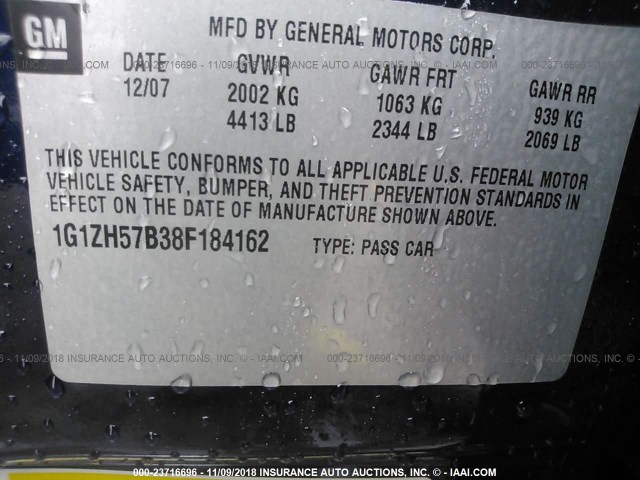 GM
MFD BY GENERAL MOTORS CORP.
DATE GVWR GAWR FRT GAWR RR
12/07 2002 KG 1063 KG 939 KG
4413 LB 2344 LB 2069 LB
THIS VEHICLE CONFORMS TO ALL APPLICABLE U.S. FEDERAL MOTOR
VEHICLE SAFETY, BUMPER, AND THEFT PREVENTION STANDARDS IN
EFFECT ON THE DATE OF MANUFACTURE SHOWN ABOVE.
1G1ZH57B38F184162 TYPE: PASS CAR
000-23716696 - 11/09/2018 INSURANCE AUTO AUCTIONS, INC. - IAAI.COM